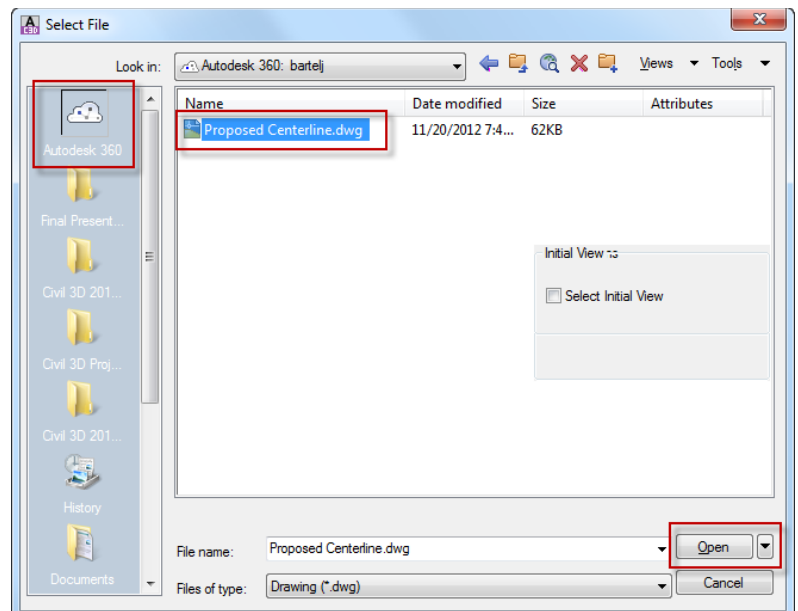 Select File
Look in: Autodesk 360: bartelj Views Tools
Autodesk 360
Final Present...
Civil 3D 201...
Civil 3D Proj...
Civil 3D 201...
History
Documents
Name Date modified Size Attributes
Proposed Centerline.dwg 11/20/2012 7:4... 62KB
Initial View
Select Initial View
File name: Proposed Centerline.dwg Open
Files of type: Drawing (*.dwg) Cancel